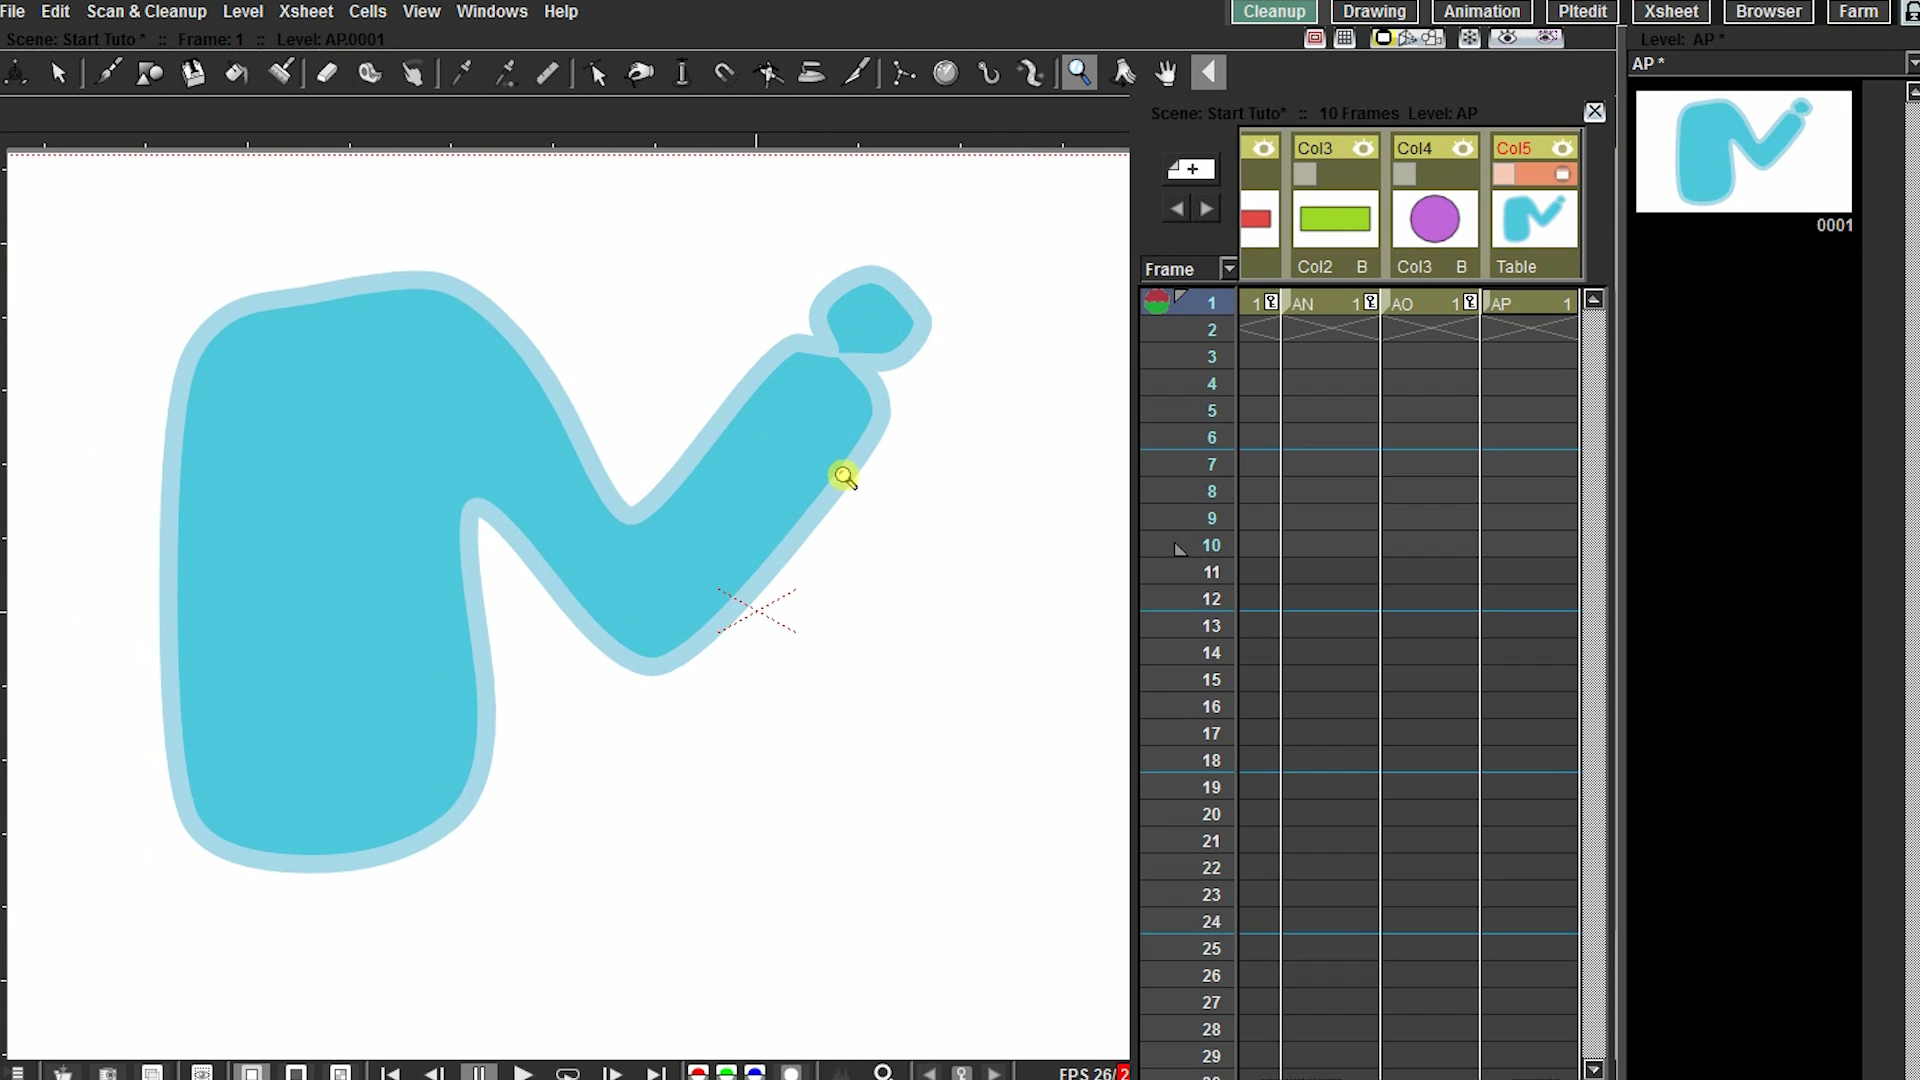 File Edit Scan & Cleanup Level Xsheet Cells View Windows Help
Cleanup Drawing Animation Pltedit Xsheet Browser Farm
Scene: Start Tuto * :: Frame: 1 :: Level: AP.0001
Level: AP *
AP *
Scene: Start Tuto* :: 10 Frames Level: AP
Col3 Col4 Col5
0001
Col2 B Col3 B Table
Frame
1 1 AN 1 AO 1 AP 1
2
3
4
5
6
7
8
9
10
11
12
13
14
15
16
17
18
19
20
21
22
23
24
25
26
27
28
29
FPS 26/2